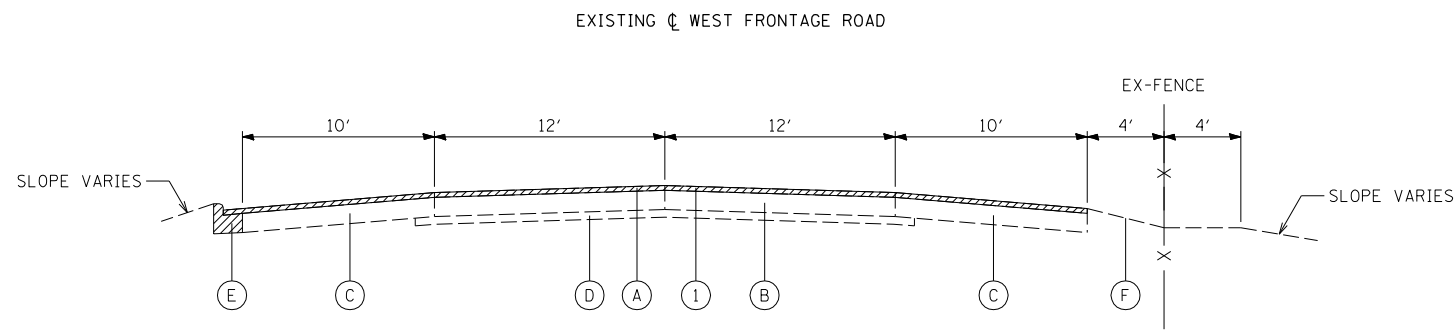 EXISTING ℄ WEST FRONTAGE ROAD
EX-FENCE
10' 12' 12' 10' 4' 4'
SLOPE VARIES
SLOPE VARIES
X
X
E C D A 1 B C F